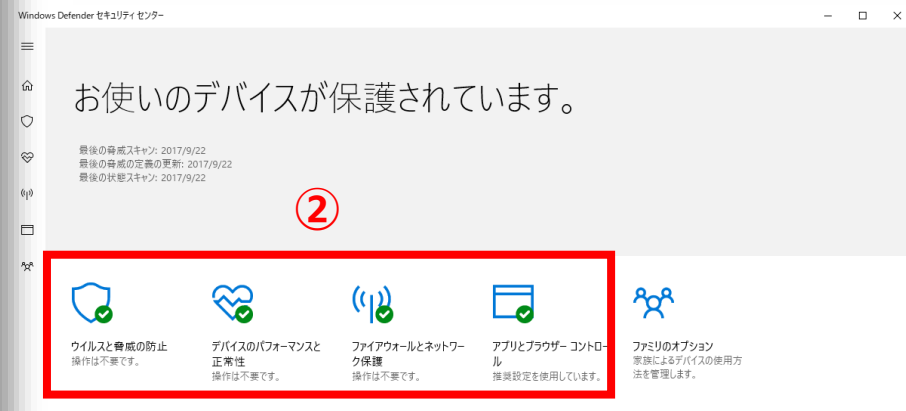 Windows Defender セキュリティ センター
お使いのデバイスが保護されています。
最後の脅威スキャン: 2017/9/22
最後の脅威の定義の更新: 2017/9/22
最後の状態スキャン: 2017/9/22
②
ウイルスと脅威の防止
操作は不要です。
デバイスのパフォーマンスと
正常性
操作は不要です。
ファイアウォールとネットワー
ク保護
操作は不要です。
アプリとブラウザー コントロー
ル
推奨設定を使用しています。
ファミリのオプション
家族によるデバイスの使用方
法を管理します。